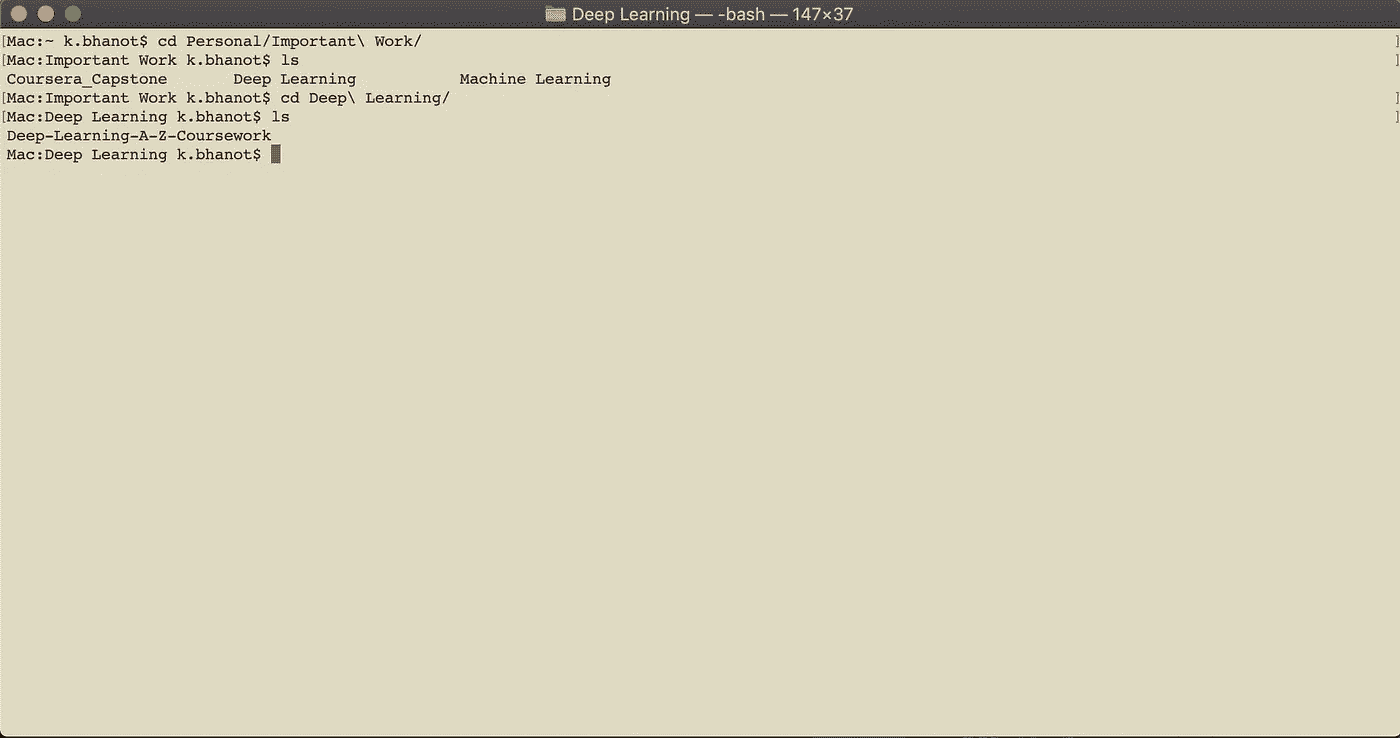 Deep Learning — -bash — 147×37
[Mac:~ k.bhanot$ cd Personal/Important\ Work/ ]
[Mac:Important Work k.bhanot$ ls ]
Coursera_Capstone Deep Learning Machine Learning
[Mac:Important Work k.bhanot$ cd Deep\ Learning/ ]
[Mac:Deep Learning k.bhanot$ ls ]
Deep-Learning-A-Z-Coursework
Mac:Deep Learning k.bhanot$